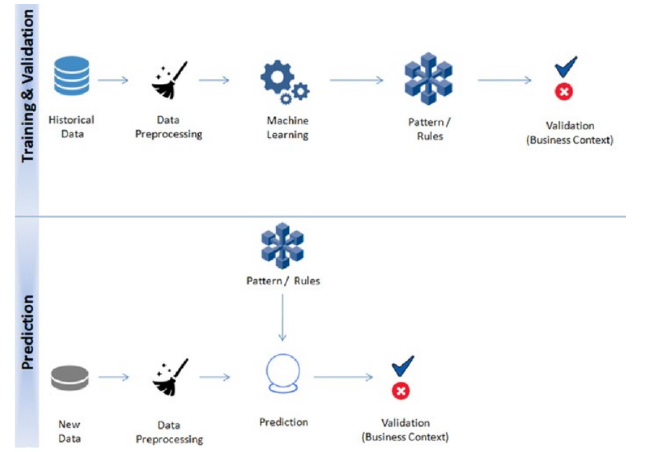 Training & Validation
Historical
Data
Data
Preprocessing
Machine
Learning
Pattern /
Rules
Validation
(Business Context)
Prediction
Pattern / Rules
New
Data
Data
Preprocessing
Prediction
Validation
(Business Context)